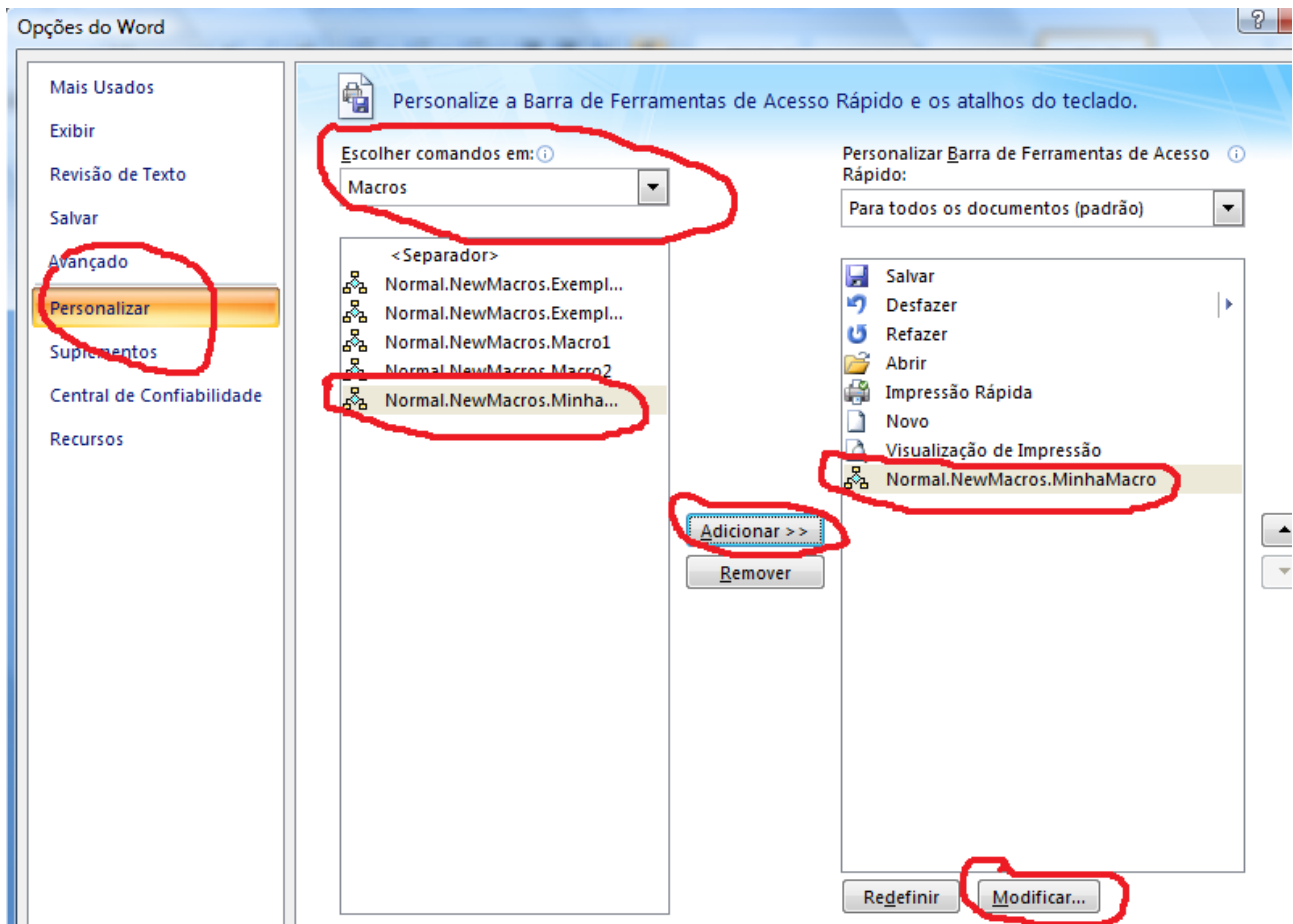 Opções do Word
Mais Usados
Exibir
Revisão de Texto
Salvar
Avançado
Personalizar
Suplementos
Central de Confiabilidade
Recursos
Personalize a Barra de Ferramentas de Acesso Rápido e os atalhos do teclado.
Escolher comandos em:
Macros
<Separador>
Normal.NewMacros.Exempl...
Normal.NewMacros.Exempl...
Normal.NewMacros.Macro1
Normal.NewMacros.Macro2
Normal.NewMacros.Minha...
Adicionar >>
Remover
Personalizar Barra de Ferramentas de Acesso
Rápido:
Para todos os documentos (padrão)
Salvar
Desfazer
Refazer
Abrir
Impressão Rápida
Novo
Visualização de Impressão
Normal.NewMacros.MinhaMacro
Redefinir
Modificar...